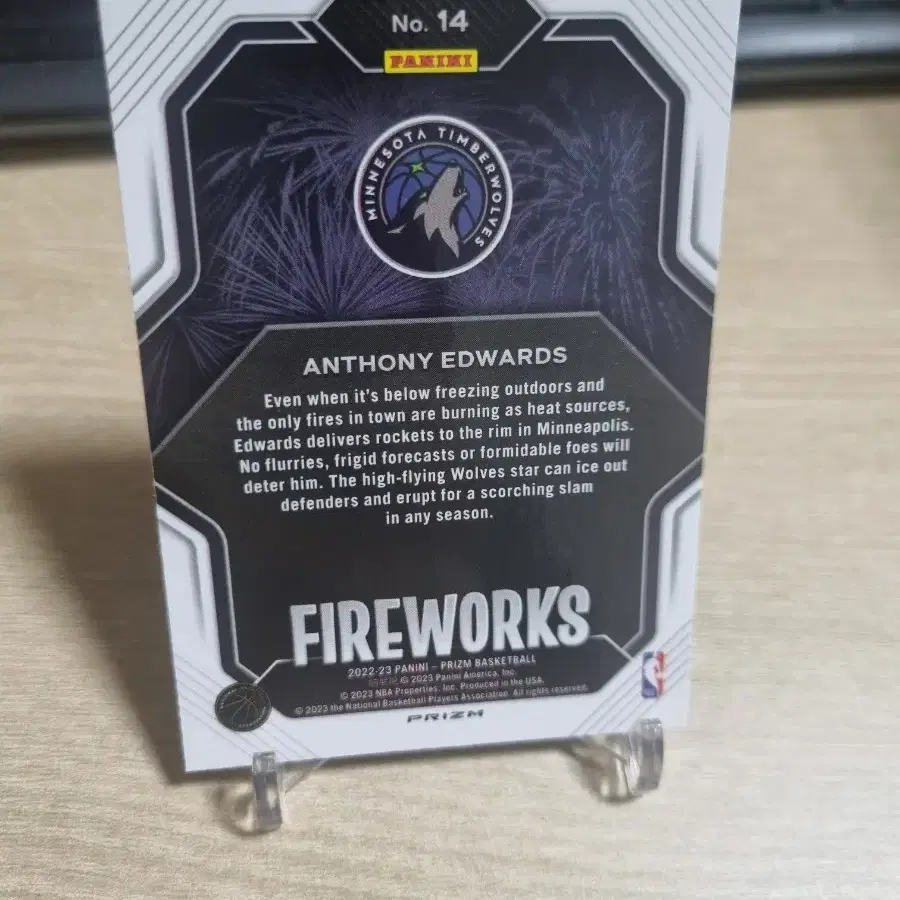 No. 14
PANINI
MINNESOTA TIMBERWOLVES
ANTHONY EDWARDS
Even when it's below freezing outdoors and
the only fires in town are burning as heat sources,
Edwards delivers rockets to the rim in Minneapolis.
No flurries, frigid forecasts or formidable foes will
deter him. The high-flying Wolves star can ice out
defenders and erupt for a scorching slam
in any season.
FIREWORKS
2022-23 PANINI – PRIZM BASKETBALL
© 2023 Panini America, Inc.
© 2023 NBA Properties, Inc. Produced in the USA.
© 2023 the National Basketball Players Association. All rights reserved.
PRIZM